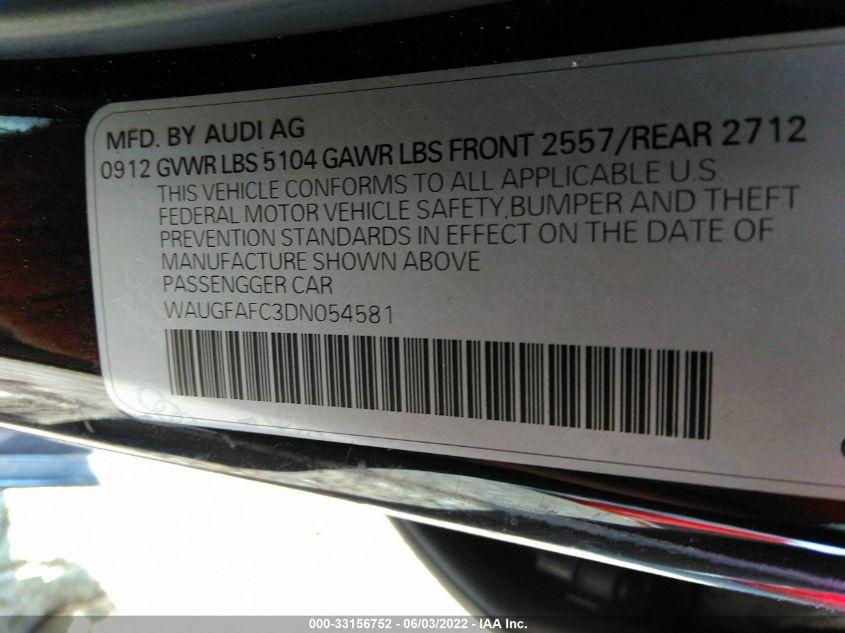 MFD. BY AUDI AG
0912 GVWR LBS 5104 GAWR LBS FRONT 2557/REAR 2712
THIS VEHICLE CONFORMS TO ALL APPLICABLE U.S.
FEDERAL MOTOR VEHICLE SAFETY,BUMPER AND THEFT
PREVENTION STANDARDS IN EFFECT ON THE DATE OF
MANUFACTURE SHOWN ABOVE
PASSENGGER CAR
WAUGFAFC3DN054581
000-33156752 - 06/03/2022 - IAA Inc.